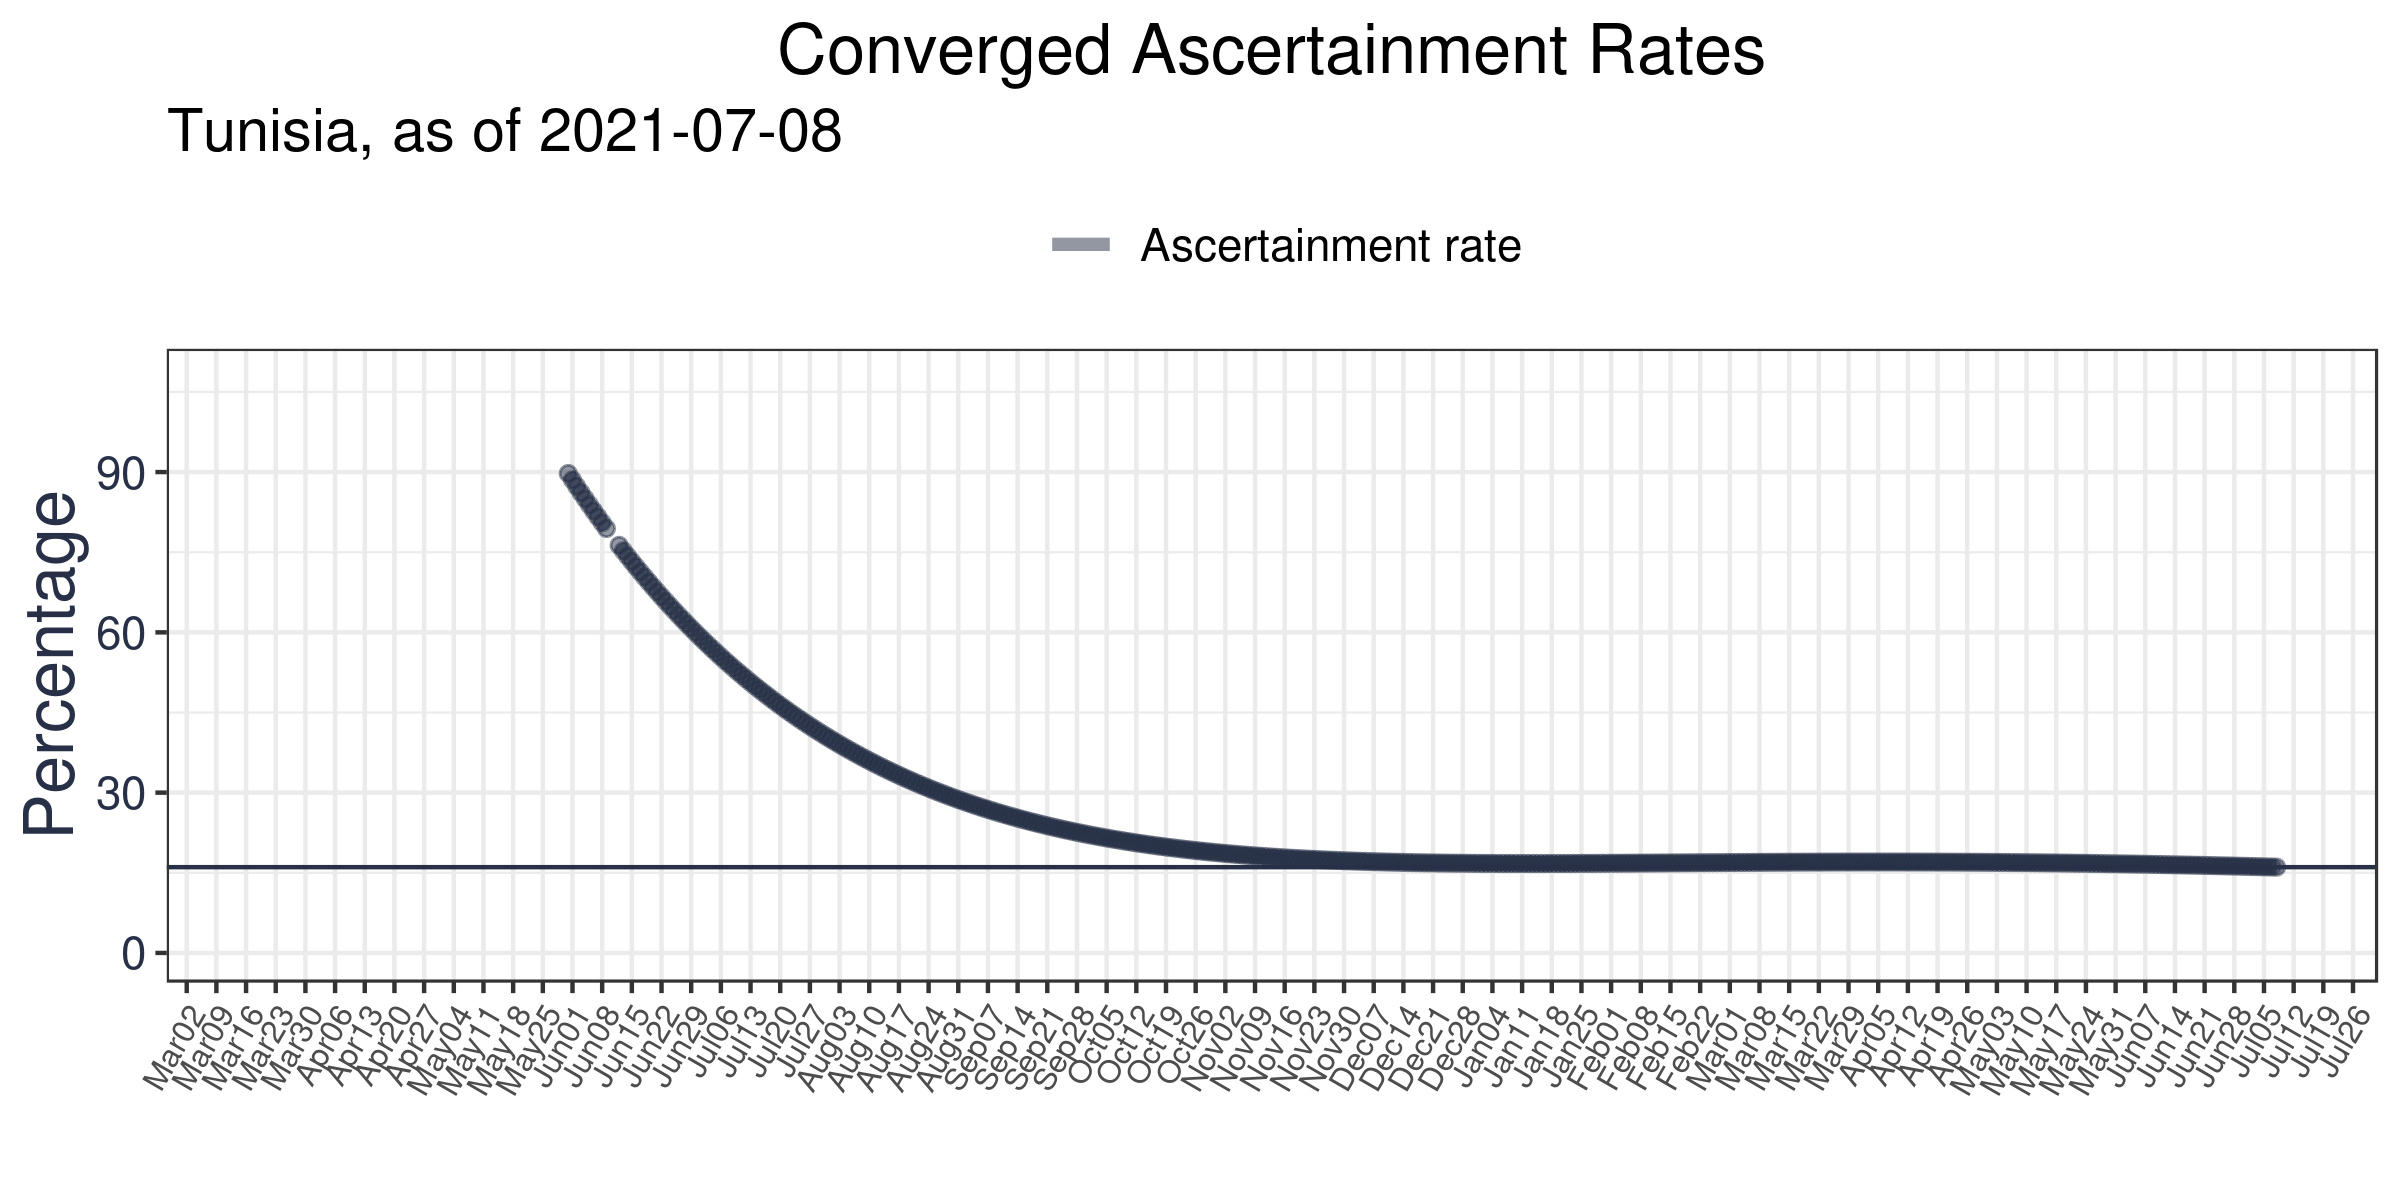 Converged Ascertainment Rates
Tunisia, as of 2021-07-08
Ascertainment rate
Percentage
90
60
30
0
Mar02 Mar09 Mar16 Mar23 Mar30 Apr06 Apr13 Apr20 Apr27 May04 May11 May18 May25 Jun01 Jun08 Jun15 Jun22 Jun29 Jul06 Jul13 Jul20 Jul27 Aug03 Aug10 Aug17 Aug24 Aug31 Sep07 Sep14 Sep21 Sep28 Oct05 Oct12 Oct19 Oct26 Nov02 Nov09 Nov16 Nov23 Nov30 Dec07 Dec14 Dec21 Dec28 Jan04 Jan11 Jan18 Jan25 Feb01 Feb08 Feb15 Feb22 Mar01 Mar08 Mar15 Mar22 Mar29 Apr05 Apr12 Apr19 Apr26 May03 May10 May17 May24 May31 Jun07 Jun14 Jun21 Jun28 Jul05 Jul12 Jul19 Jul26